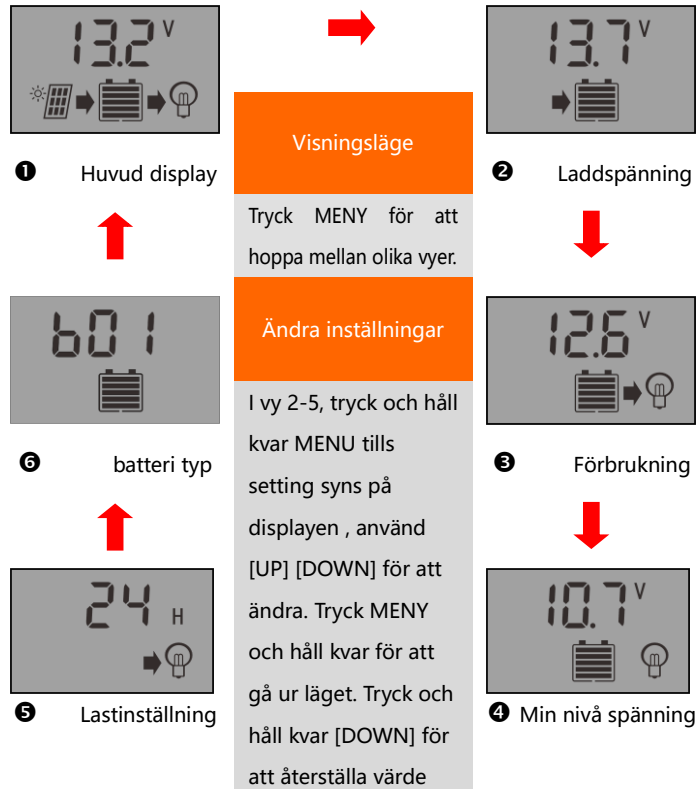 13.2 V
❶ Huvud display
13.7 V
❷ Laddspänning
12.6 V
❸ Förbrukning
10.7 V
❹ Min nivå spänning
24 H
❺ Lastinställning
b01
❻ batteri typ
Visningsläge
Tryck MENY för att
hoppa mellan olika vyer.
Ändra inställningar
I vy 2-5, tryck och håll
kvar MENU tills
setting syns på
displayen , använd
[UP] [DOWN] för att
ändra. Tryck MENY
och håll kvar för att
gå ur läget. Tryck och
håll kvar [DOWN] för
att återställa värde